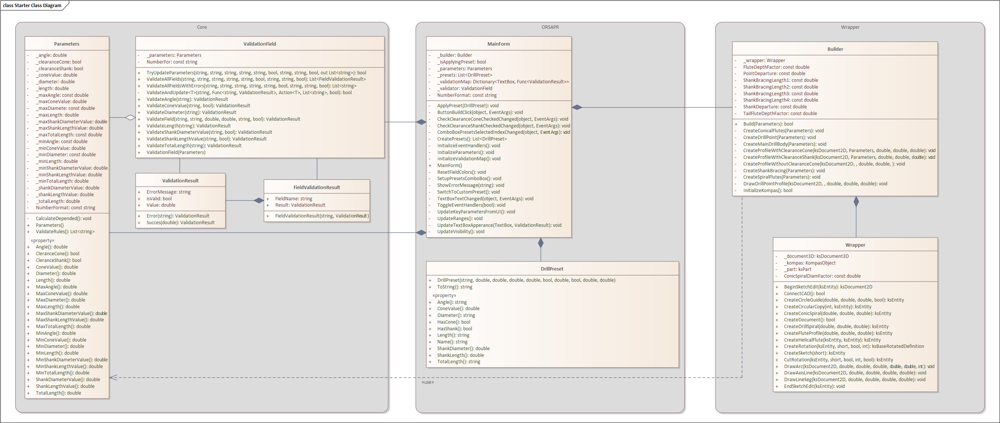 class Starter Class Diagram
Core
Parameters
- _angle: double
- _clearanceCone: bool
- _clearanceShank: bool
- _coneValue: double
- _diameter: double
- _length: double
- _maxAngle: const double
- _maxConeValue: double
- _maxDiamete: const double
- _maxLength: double
- _maxShankDiameterValue: double
- _maxShankLengthValue: double
- _maxTotalLength: const double
- _minAngle: const double
- _minConeValue: double
- _minDiameter: const double
- _minLength: double
- _minShankDiameterValue: double
- _minShankLengthValue: double
- _minTotalLength: double
- _shankDiameterValue: double
- _shankLengthValue: double
- _totalLength: double
- NumberFormat: const string
- CalculateDepended(): void
+ Parameters()
+ ValidateRules(): List<string>
«property»
+ Angle(): double
+ CleranceCone(): bool
+ CleranceShank(): bool
+ ConeValue(): double
+ Diameter(): double
+ Length(): double
+ MaxAngle(): double
+ MaxConeValue(): double
+ MaxDiameter(): double
+ MaxLength(): double
+ MaxShankDiameterValue(): double
+ MaxShankLengthValue(): double
+ MaxTotalLength(): double
+ MinAngle(): double
+ MinConeValue(): double
+ MinDiameter(): double
+ MinLength(): double
+ MinShankDiameterValue(): double
+ MinShankLengthValue(): double
+ MinTotalLength(): double
+ ShankDiameterValue(): double
+ ShankLengthValue(): double
+ TotalLength(): double
ValidationField
- _parameters: Parameters
- NumberFor: const string
+ TryUpdateParameters(string, string, string, string, string, bool, string, string, bool, out List<string>): bool
+ ValidateAllFields(string, string, string, string, string, bool, string, string, bool): List<FieldValidationResult>
+ ValidateAllFieldsWithErrors(string, string, string, string, string, bool, string, string, bool): List<string>
- ValidateAndUpdate<T>(string, Func<string, ValidationResult>, Action<T>, List<string>, bool): bool
+ ValidateAngle(string): ValidationResult
+ ValidateConeValue(string, bool): ValidationResult
+ ValidateDiameter(string): ValidationResult
+ ValidateField(string, string, double, double, string, bool): ValidationResult
+ ValidateLength(string): ValidationResult
+ ValidateShankDiameterValue(string, bool): ValidationResult
+ ValidateShankLengthValue(string, bool): ValidationResult
+ ValidateTotalLength(string): ValidationResult
+ ValidationField(Parameters)
ValidationResult
+ ErrorMessage: string
+ isValid: bool
+ Value: double
+ Error(string): ValidationResult
+ Succes(double): ValidationResult
FieldValidationResult
+ FieldName: string
+ Result: ValidationResult
+ FieldValidationResult(string, ValidationResult)
ORSAPR
MainForm
- _builder: Builder
- _isApplyingPreset: bool
- _parameters: Parameters
- _presets: List<DrillPreset>
- _validationMap: Dictionary<TextBox, Func<ValidationResult>>
- _validator: ValidationField
- NumberFormat: const string
- ApplyPreset(DrillPreset): void
- ButtonBuildClick(object, EventArgs): void
- CheckClearanceConeCheckedChanged(object, EventArgs): void
- CheckClearanceShankCheckedChanged(object, EventArgs): void
- ComboBoxPresetsSelectedIndexChanged(object, EventArgs): void
- CreatePresets(): List<DrillPreset>
- InitializeEventHandlers(): void
- InitializeParameters(): void
- InitializeValidationMap(): void
+ MainForm()
- ResetFieldColors(): void
- SetupPresetsComboBox(): void
- ShowErrorMessage(string): void
- SwitchToCustomPreset(): void
- TextBoxTextChanged(object, EventArgs): void
- ToggleEventHandlers(bool): void
- UpdateKeyParametersFromUI(): void
- UpdateRanges(): void
- UpdateTextBoxApperance(TextBox, ValidationResult): void
- UpdateVisibility(): void
DrillPreset
+ DrillPreset(string, double, double, double, double, bool, double, bool, double, double)
+ ToString(): string
«property»
+ Angle(): string
+ ConeValue(): double
+ Diameter(): string
+ HasCone(): bool
+ HasShank(): bool
+ Length(): string
+ Name(): string
+ ShankDiameter(): double
+ ShankLength(): double
+ TotalLength(): string
«use»
Wrapper
Builder
- _wrapper: Wrapper
- FluteDepthFactor: const double
- PointDeparture: const double
- ShankBracingLength1: const double
- ShankBracingLength2: const double
- ShankBracingLength3: const double
- ShankBracingLength4: const double
- ShankDeparture: const double
- TailFluteDepthFactor: const double
+ Build(Parameters): bool
- CreateConicalFlutes(Parameters): void
- CreateDrillPoint(Parameters): void
- CreateMainDrillBody(Parameters): void
- CreateProfileWithClearanceCone(ksDocument2D, Parameters, double, double, double): void
- CreateProfileWithClearanceShank(ksDocument2D, Parameters, double, double, double): void
- CreateProfileWithoutClearanceCone(ksDocument2D, , double, double, ): void
- CreateShankBracing(Parameters): void
- CreateSpiralFlutes(Parameters): void
- DrawDrillPointProfile(ksDocument2D, , double, double, double): void
- InitializeKompas(): bool
Wrapper
- _document3D: ksDocument3D
- _kompas: KompasObject
- _part: ksPart
- ConicSpiralDiamFactor: const double
+ BeginSketchEdit(ksEntity): ksDocument2D
+ ConnectCAD(): bool
+ CreateCircleGuide(double, double, double, bool): ksEntity
+ CreateCircularCopy(int, ksEntity): ksEntity
+ CreateConicSpiral(double, double, double): ksEntity
+ CreateDocument(): bool
+ CreateDrillSpiral(double, double, double): ksEntity
+ CreateFluteProfile(double, double, double): ksEntity
+ CreateHelicalFlute(ksEntity, ksEntity): ksEntity
+ CreateRotation(ksEntity, short, bool, int): ksBaseRotatedDefinition
+ CreateSketch(short): ksEntity
+ CutRotation(ksEntity, short, bool, int, bool): ksEntity
+ DrawArc(ksDocument2D, double, double, double, double, double, int): void
+ DrawAxisLine(ksDocument2D, double, double, double, double): void
+ DrawLineSeg(ksDocument2D, double, double, double, double): void
+ EndSketchEdit(ksEntity): void